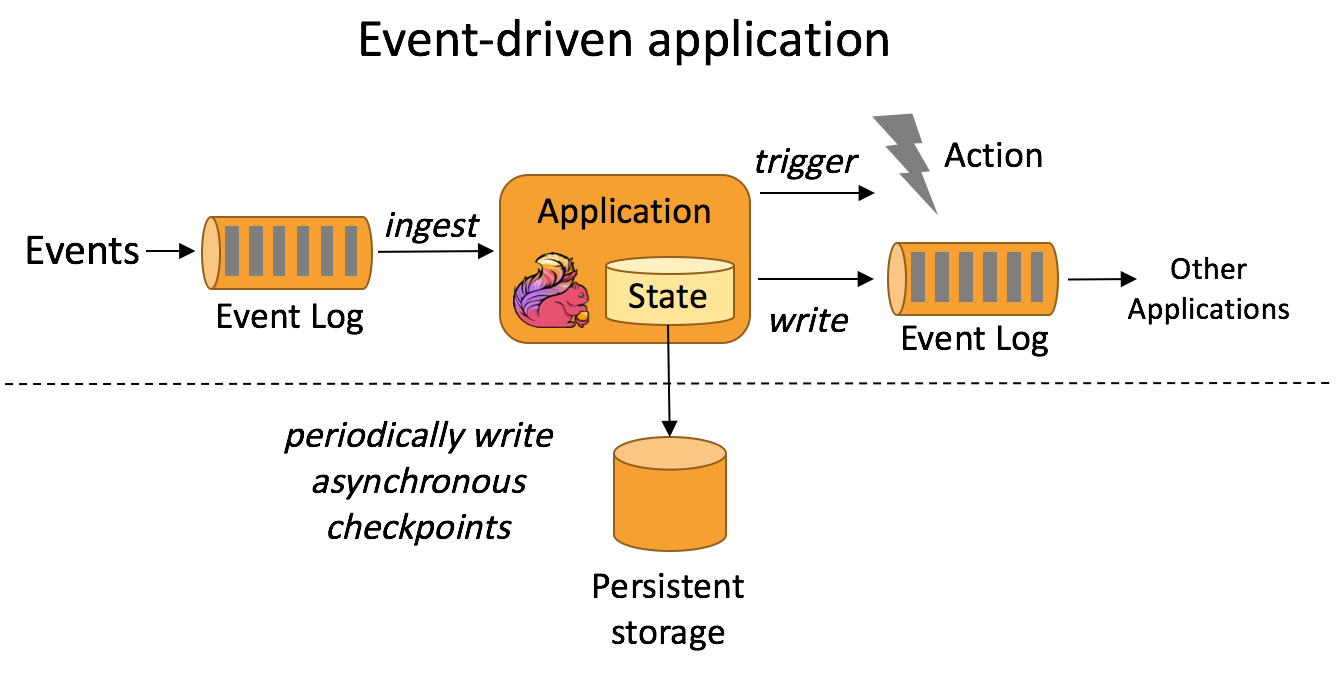 Event-driven application
trigger
Action
Application
ingest
Events
State
Event Log
write
Event Log
Other
Applications
periodically write
asynchronous
checkpoints
Persistent
storage